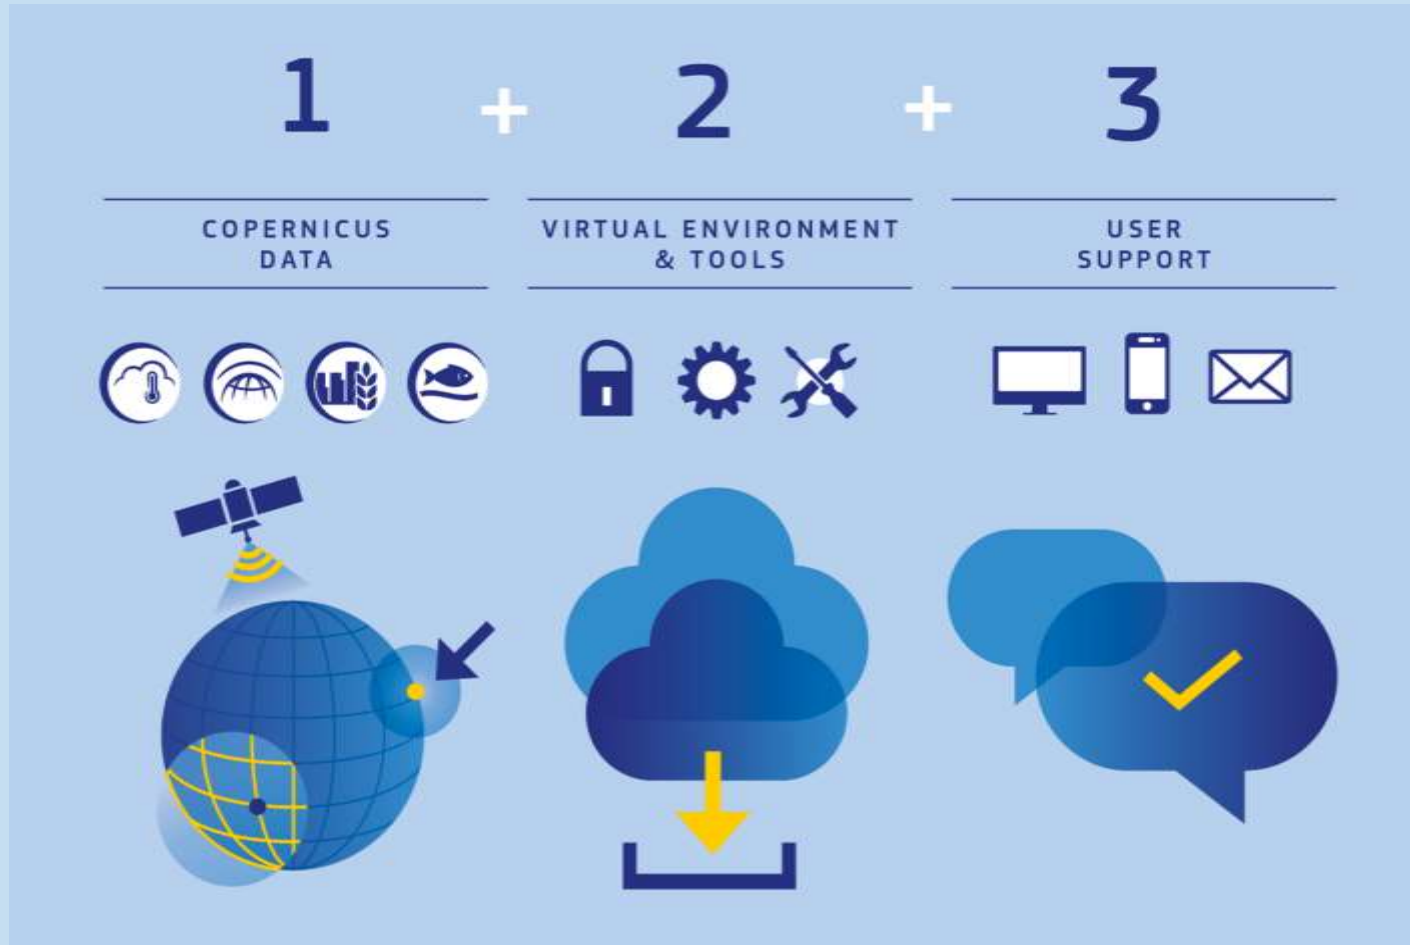 1 + 2 + 3
COPERNICUS
DATA
VIRTUAL ENVIRONMENT
& TOOLS
USER
SUPPORT